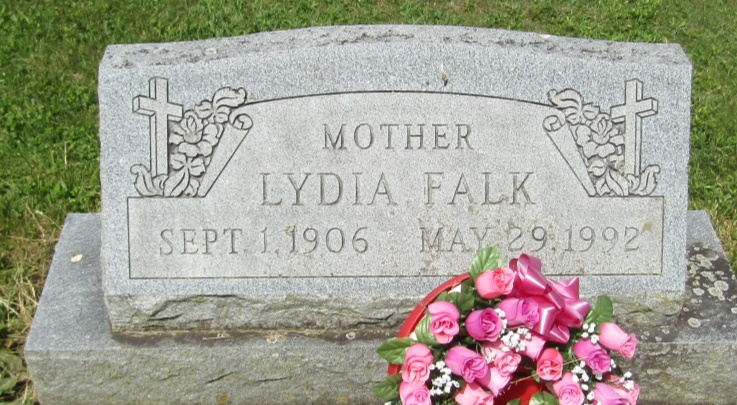 MOTHER
LYDIA FALK
SEPT. 1, 1906 MAY 29, 1992